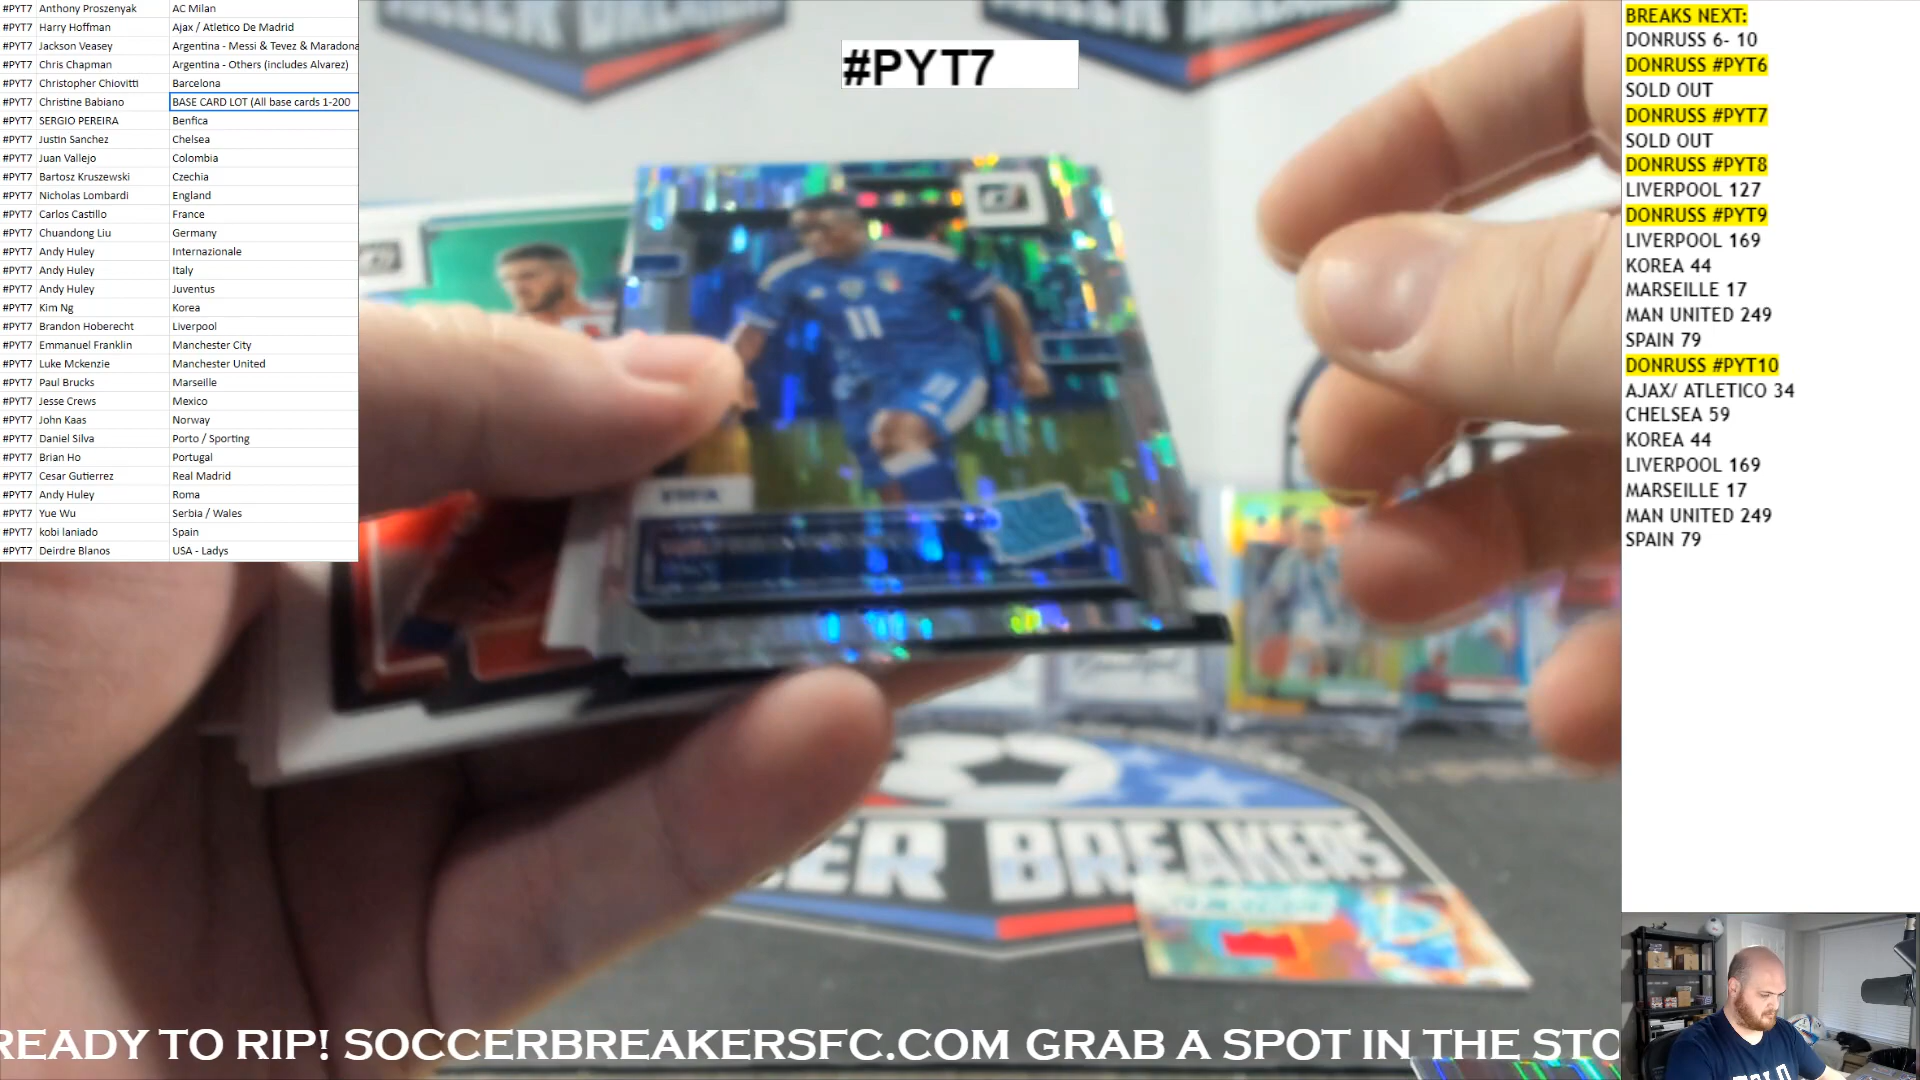 #PYT7 Anthony Proszenyak AC Milan
#PYT7 Harry Hoffman Ajax / Atletico De Madrid
#PYT7 Jackson Veasey Argentina - Messi & Tevez & Maradona
#PYT7 Chris Chapman Argentina - Others (includes Alvarez)
#PYT7 Christopher Chiovitti Barcelona
#PYT7 Christine Babiano BASE CARD LOT (All base cards 1-200
#PYT7 SERGIO PEREIRA Benfica
#PYT7 Justin Sanchez Chelsea
#PYT7 Juan Vallejo Colombia
#PYT7 Bartosz Kruszewski Czechia
#PYT7 Nicholas Lombardi England
#PYT7 Carlos Castillo France
#PYT7 Chuandong Liu Germany
#PYT7 Andy Huley Internazionale
#PYT7 Andy Huley Italy
#PYT7 Andy Huley Juventus
#PYT7 Kim Ng Korea
#PYT7 Brandon Hoberecht Liverpool
#PYT7 Emmanuel Franklin Manchester City
#PYT7 Luke Mckenzie Manchester United
#PYT7 Paul Brucks Marseille
#PYT7 Jesse Crews Mexico
#PYT7 John Kaas Norway
#PYT7 Daniel Silva Porto / Sporting
#PYT7 Brian Ho Portugal
#PYT7 Cesar Gutierrez Real Madrid
#PYT7 Andy Huley Roma
#PYT7 Yue Wu Serbia / Wales
#PYT7 kobi laniado Spain
#PYT7 Deirdre Blanos USA - Ladys
#PYT7
11
11
BREAKERS
BREAKS NEXT:
DONRUSS 6- 10
DONRUSS #PYT6
SOLD OUT
DONRUSS #PYT7
SOLD OUT
DONRUSS #PYT8
LIVERPOOL 127
DONRUSS #PYT9
LIVERPOOL 169
KOREA 44
MARSEILLE 17
MAN UNITED 249
SPAIN 79
DONRUSS #PYT10
AJAX/ ATLETICO 34
CHELSEA 59
KOREA 44
LIVERPOOL 169
MARSEILLE 17
MAN UNITED 249
SPAIN 79
READY TO RIP! SOCCERBREAKERSFC.COM GRAB A SPOT IN THE STO